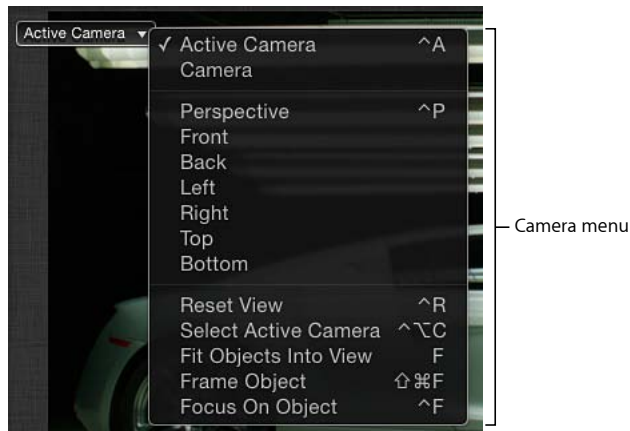 Active Camera ▼
✓ Active Camera ^A
Camera
Perspective ^P
Front
Back
Left
Right
Top
Bottom
Reset View ^R
Select Active Camera ^⌥C
Fit Objects Into View F
Frame Object ⇧⌘F
Focus On Object ^F
Camera menu